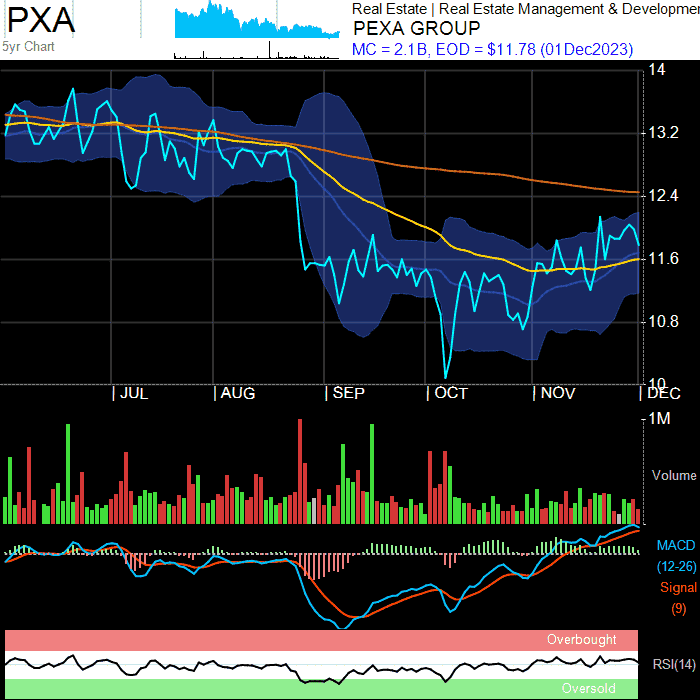 PXA
5yr Chart
Real Estate | Real Estate Management & Developmen
PEXA GROUP
MC = 2.1B, EOD = $11.78 (01Dec2023)
14
13.2
12.4
11.6
10.8
10
JUL AUG SEP OCT NOV DEC
1M
Volume
MACD
(12-26)
Signal
(9)
Overbought
RSI(14)
Oversold